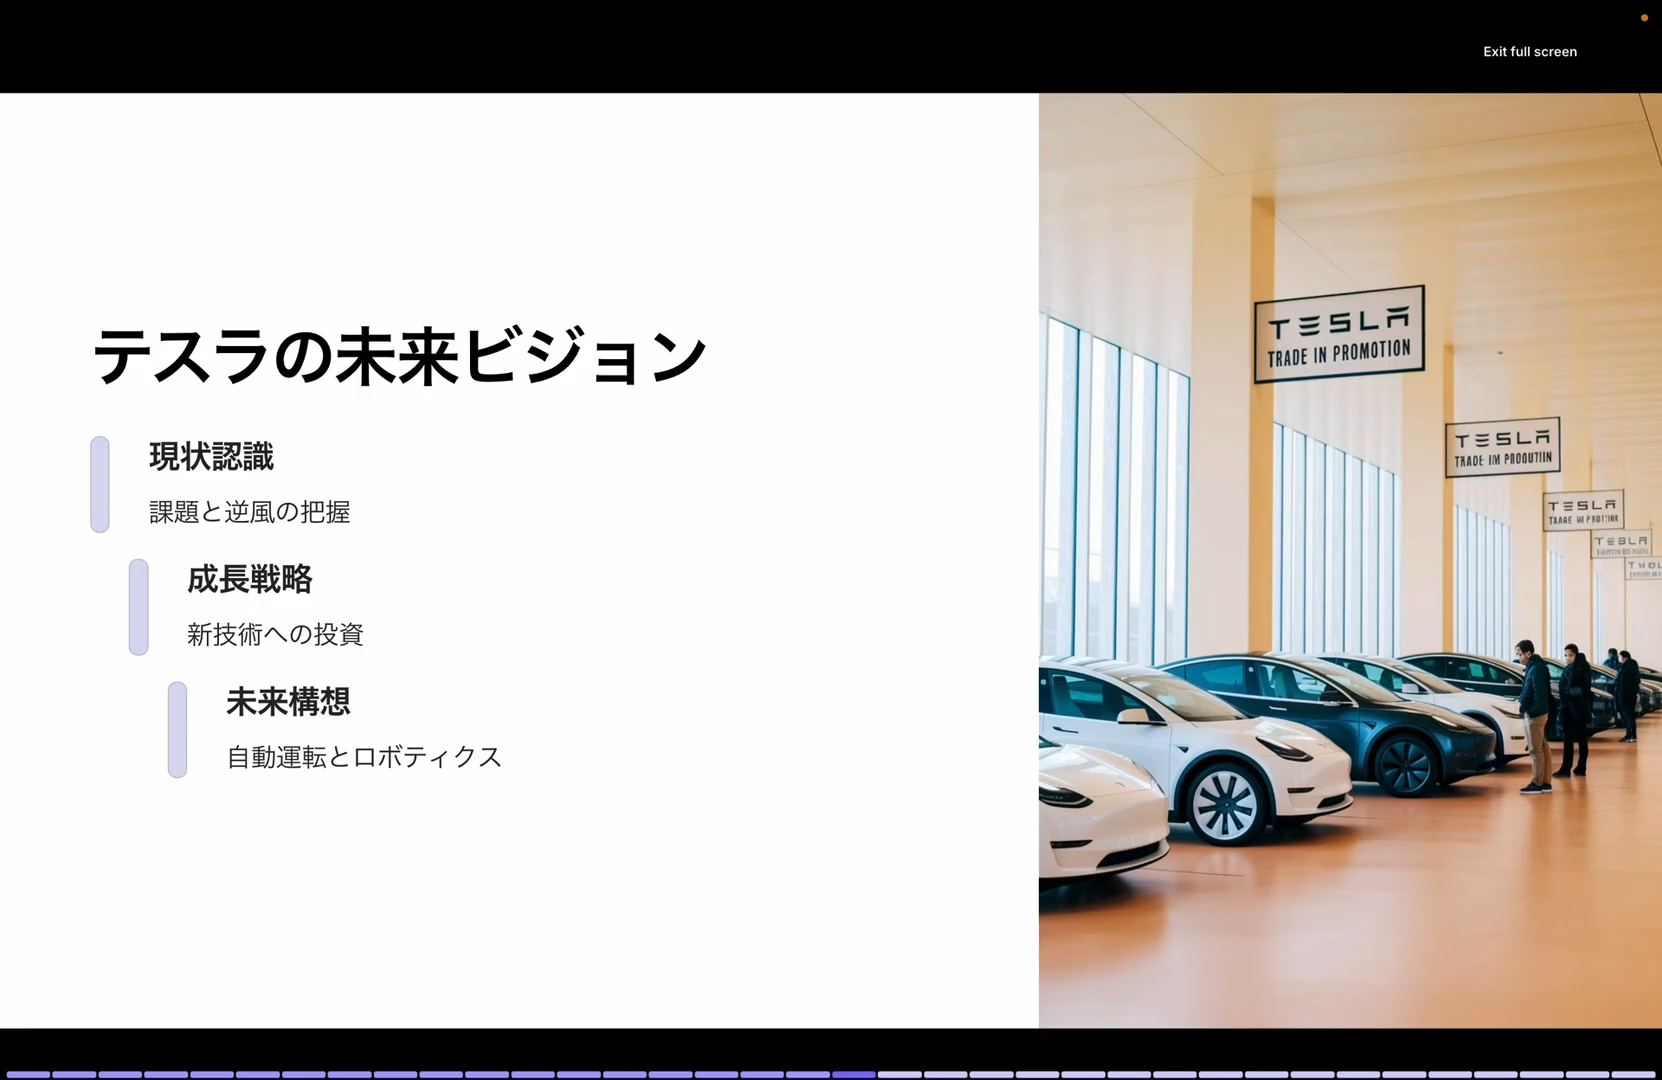 Exit full screen
テスラの未来ビジョン
現状認識
課題と逆風の把握
成長戦略
新技術への投資
未来構想
自動運転とロボティクス
TESLA
TRADE IN PROMOTION
TESLA
TESLA
TESLA